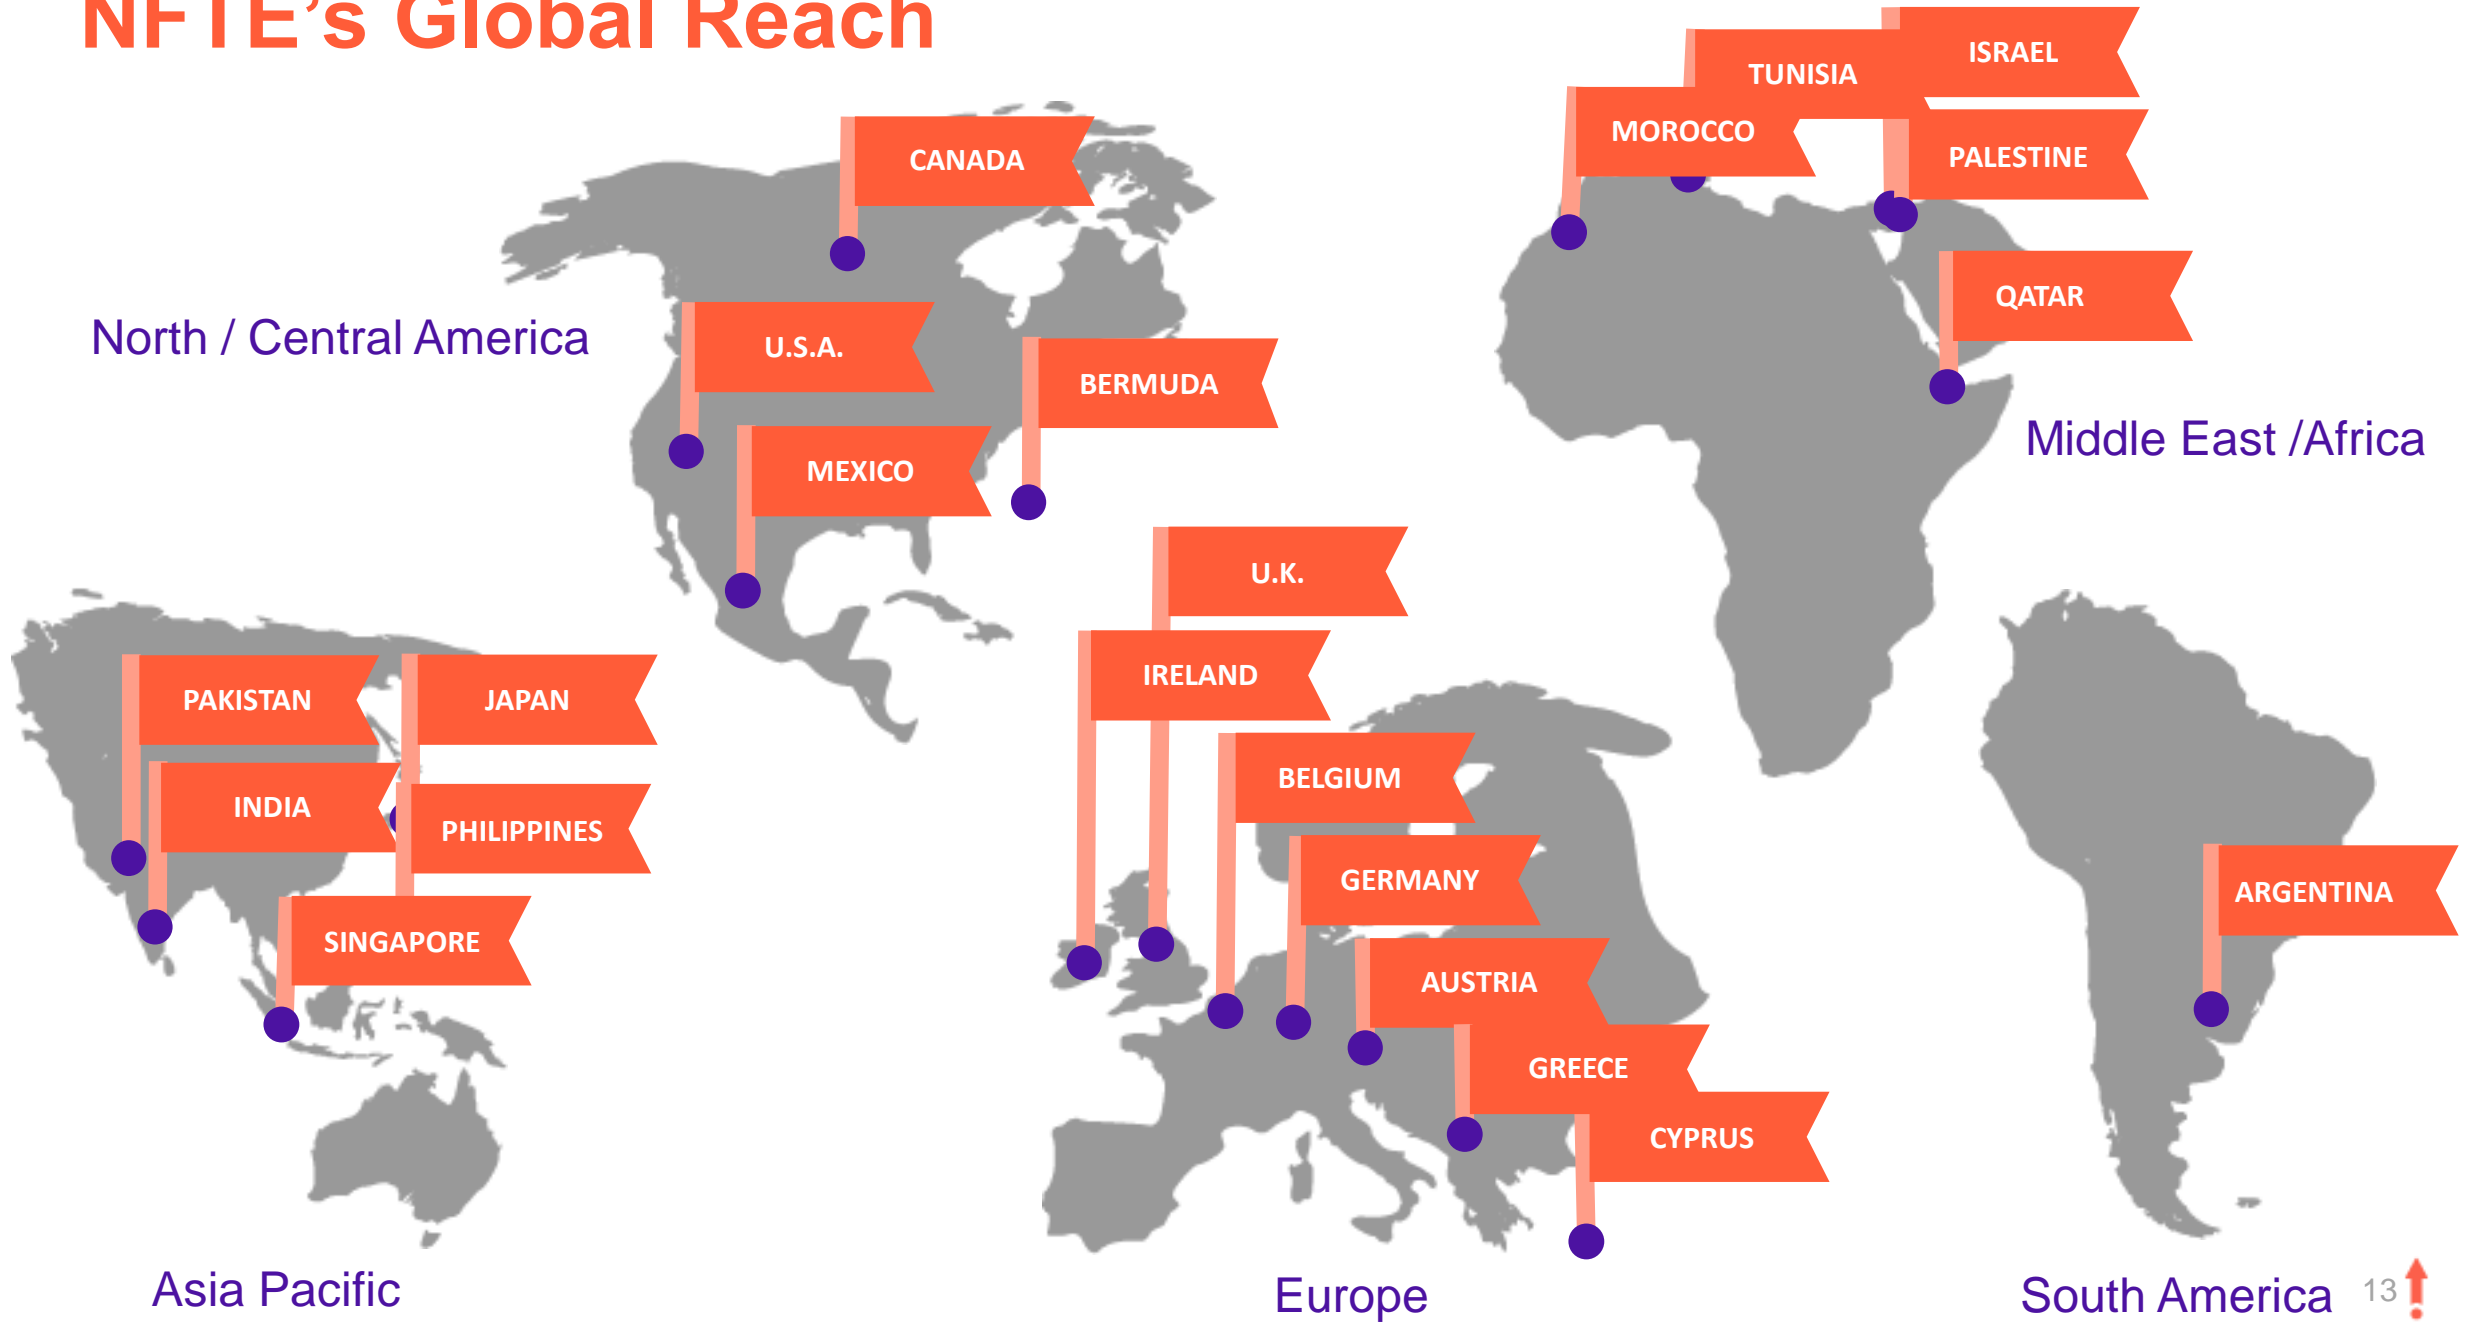 NFTE's Global Reach
ISRAEL
TUNISIA
MOROCCO
PALESTINE
CANADA
QATAR
North / Central America
U.S.A.
BERMUDA
Middle East /Africa
MEXICO
U.K.
IRELAND
PAKISTAN
JAPAN
BELGIUM
INDIA
PHILIPPINES
GERMANY
ARGENTINA
SINGAPORE
AUSTRIA
GREECE
CYPRUS
Asia Pacific
Europe
South America
13